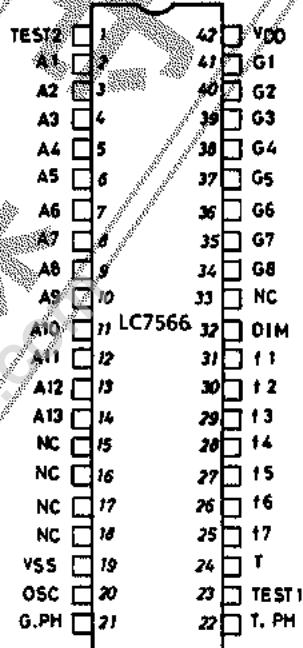 TEST2 1 42 VDD
A1 2 41 G1
A2 3 40 G2
A3 4 39 G3
A4 5 38 G4
A5 6 37 G5
A6 7 36 G6
A7 8 35 G7
A8 9 34 G8
A9 10 33 NC
A10 11 LC7566 32 DIM
A11 12 31 f1
A12 13 30 f2
A13 14 29 f3
NC 15 28 f4
NC 16 27 f5
NC 17 26 f6
NC 18 25 f7
VSS 19 24 T
OSC 20 23 TEST1
G.PH 21 22 T.PH